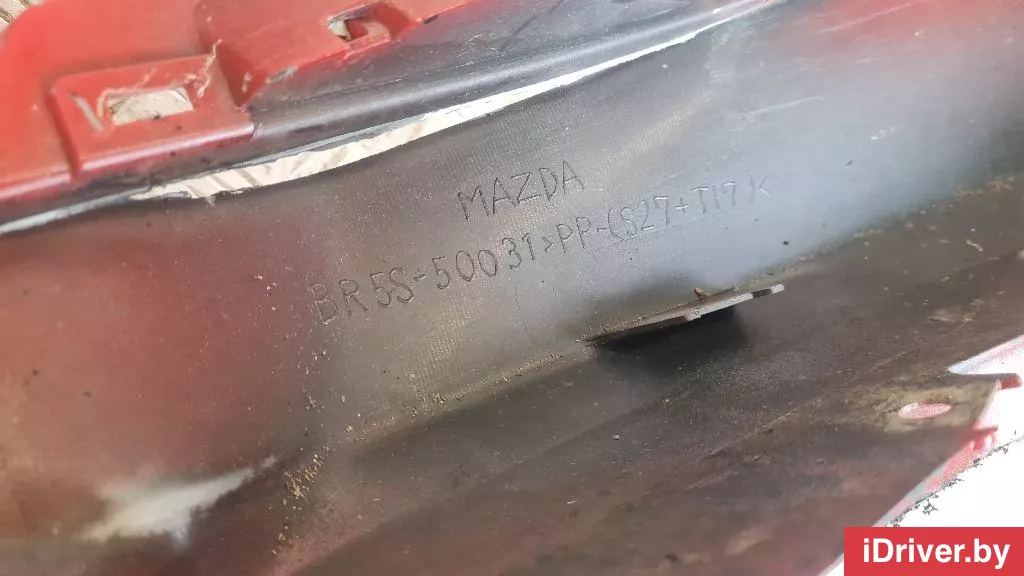 MAZDA
BR5S-50031>PP-(S27+T17)<
iDriver.by